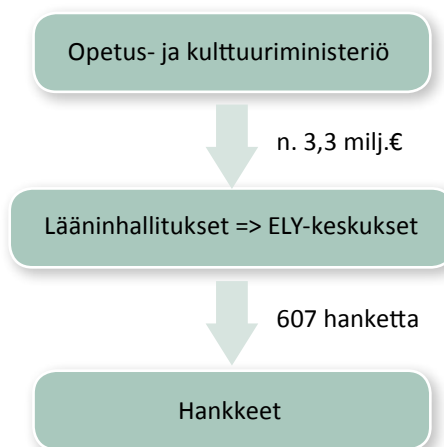 Opetus- ja kulttuuriministeriö
n. 3,3 milj.€
Lääninhallitukset => ELY-keskukset
607 hanketta
Hankkeet